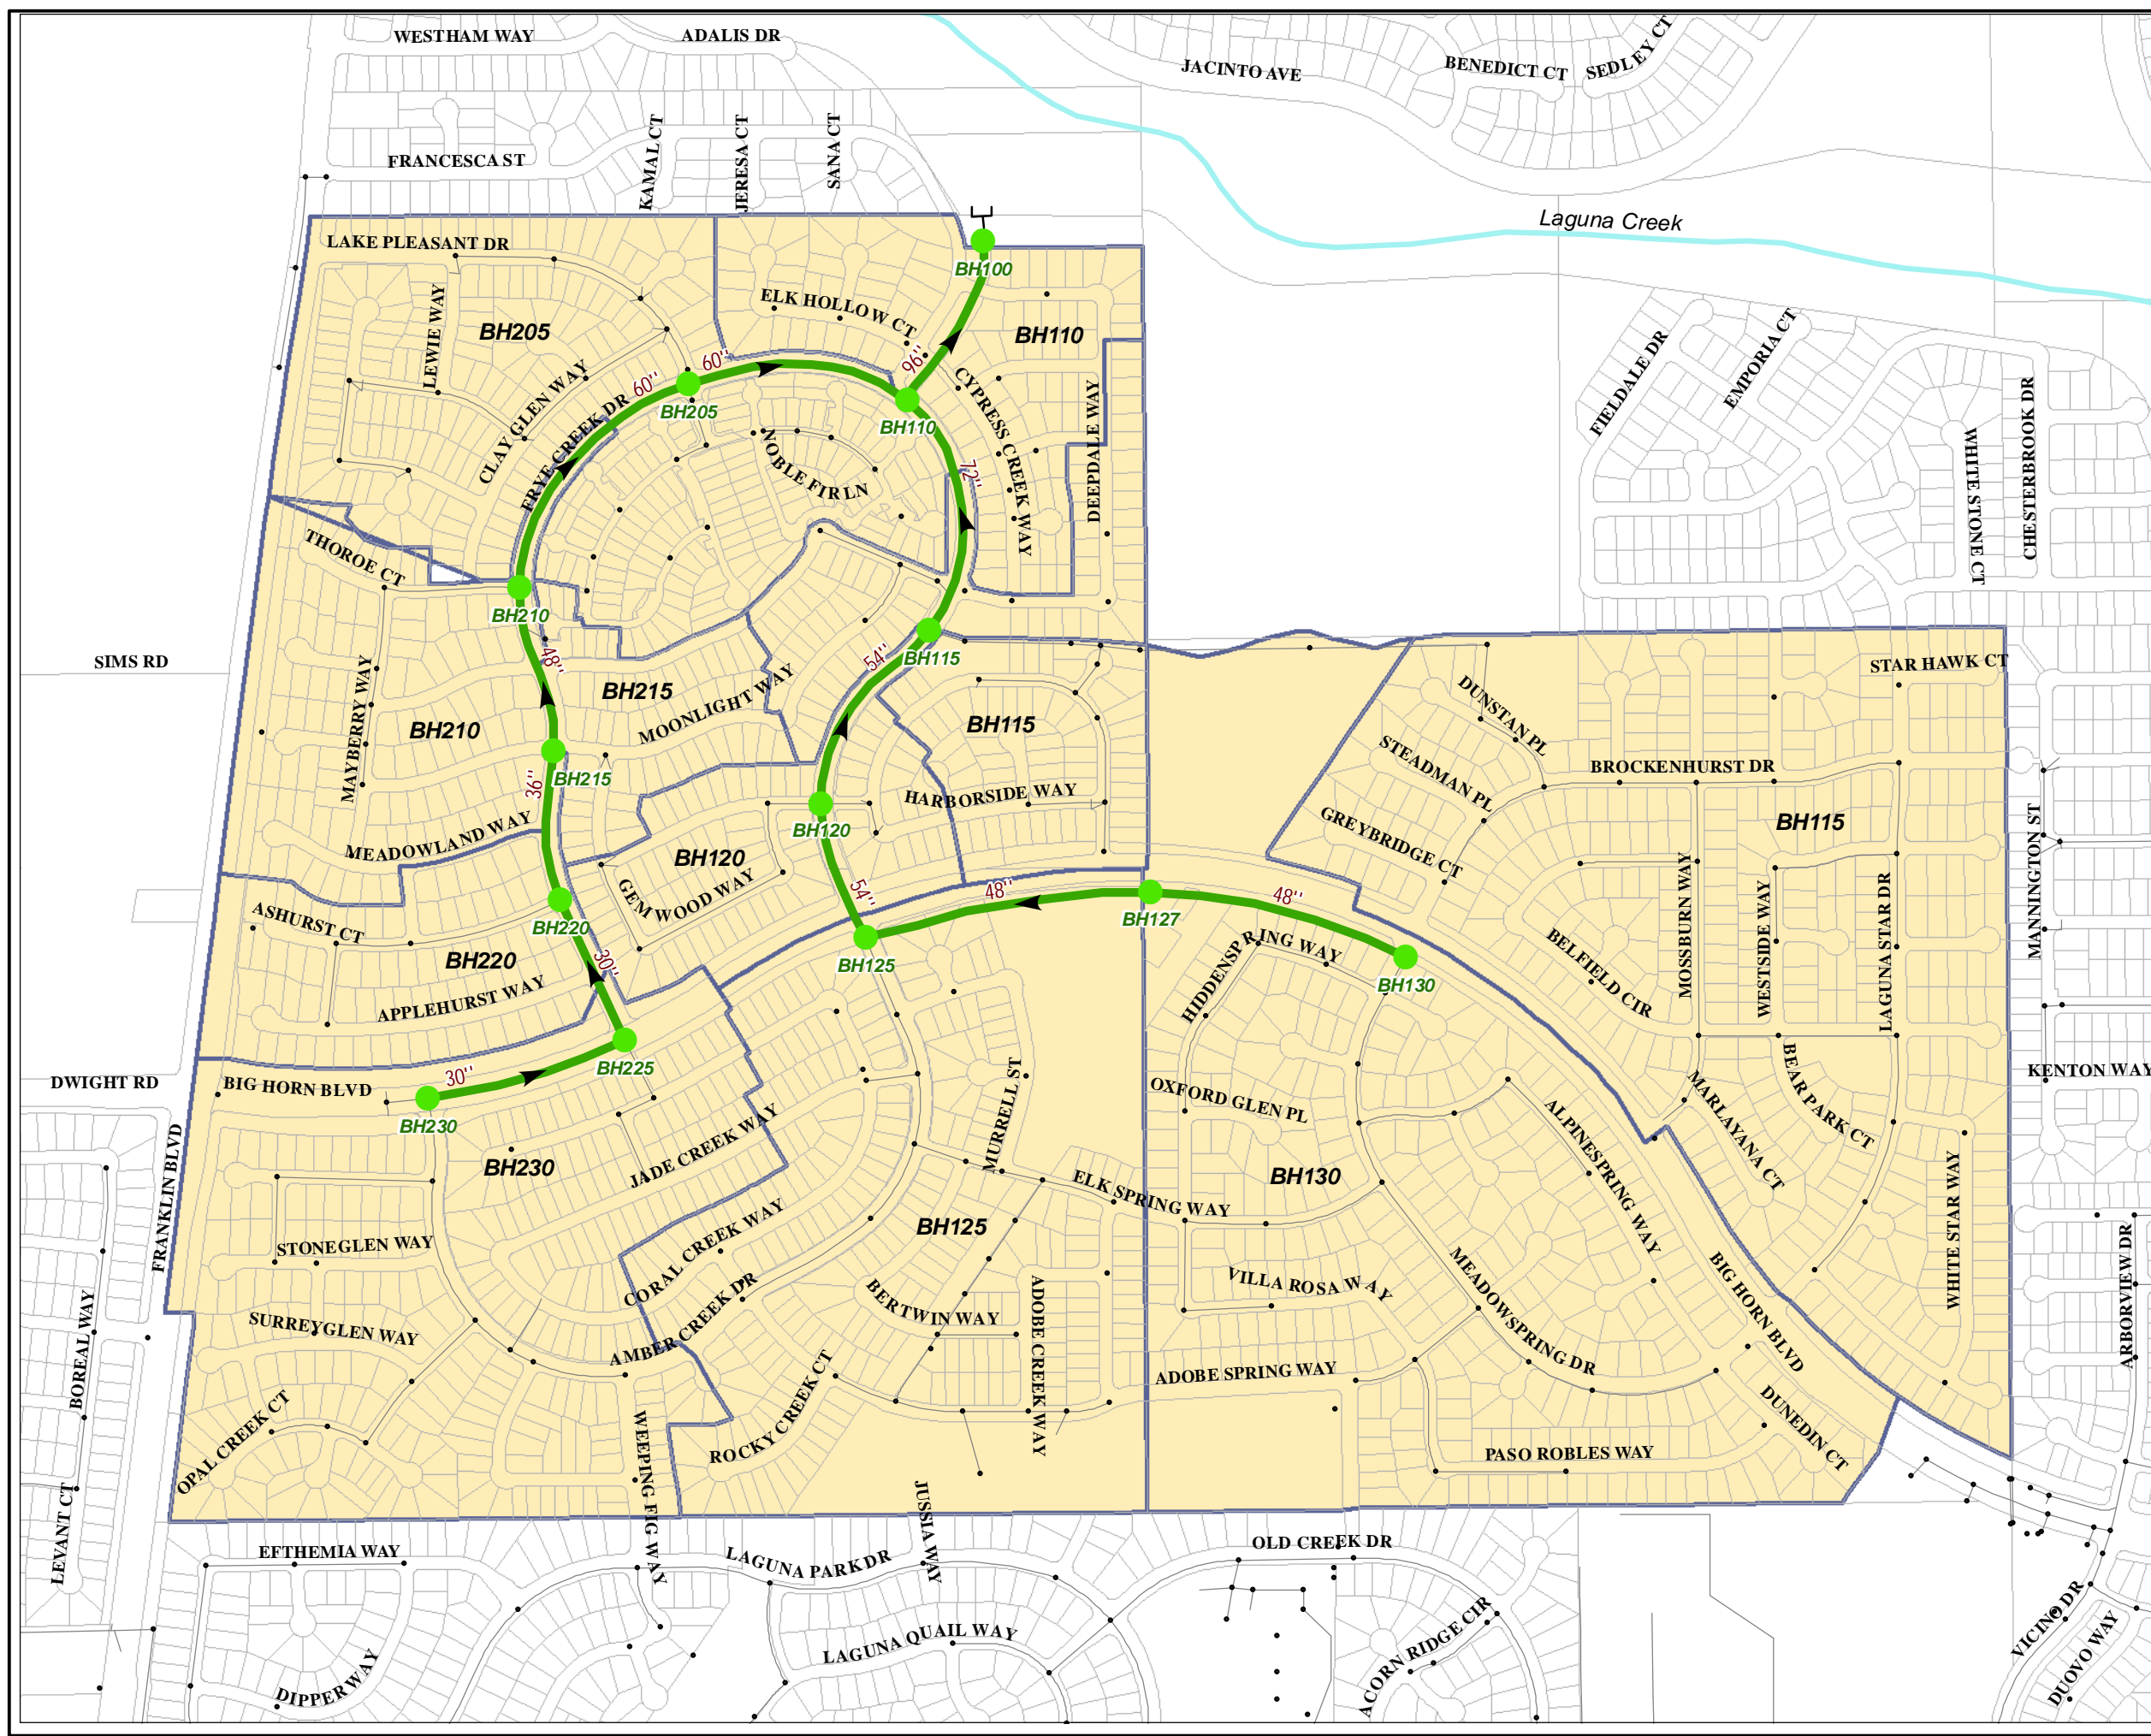 WESTHAM WAY
ADALIS DR
JACINTO AVE
BENEDICT CT
SEDLEY CT
FRANCESCA ST
KAMAL CT
JERESA CT
SANA CT
Laguna Creek
LAKE PLEASANT DR
BH100
ELK HOLLOW CT
LEWIE WAY
BH205
BH110
FIELDALE DR
EMPORIA CT
60''
60''
96''
CLAY GLEN WAY
FRYE CREEK DR
BH205
BH110
CYPRESS CREEK WAY
DEEPDALE WAY
WHITE STONE CT
CHESTERBROOK DR
NOBLE FIR LN
72''
THOROE CT
BH210
SIMS RD
48''
54''
BH115
STAR HAWK CT
MAYBERRY WAY
BH215
MOONLIGHT WAY
BH210
BH115
DUNSTAN PL
STEADMAN PL
BROCKENHURST DR
36''
BH215
HARBORSIDE WAY
MEADOWLAND WAY
BH120
GREYBRIDGE CT
BH115
MANNINGTON ST
BH120
GEM WOOD WAY
54''
48''
48''
MOSSBURN WAY
WESTSIDE WAY
LAGUNA STAR DR
ASHURST CT
BH220
BH127
BH220
30''
BH125
HIDDENSPRING WAY
BH130
BELFIELD CIR
APPLEHURST WAY
BH225
DWIGHT RD
BIG HORN BLVD
30''
BH230
MURRELL ST
OXFORD GLEN PL
ALPINESPRING WAY
MARLAYANA CT
BEAR PARK CT
KENTON WAY
FRANKLIN BLVD
BH230
JADE CREEK WAY
ELK SPRING WAY
BH130
WHITE STAR WAY
STONEGLEN WAY
CORAL CREEK WAY
BH125
VILLA ROSA WAY
MEADOWSPRING DR
BIG HORN BLVD
ARBORVIEW DR
BOREAL WAY
SURREYGLEN WAY
AMBER CREEK DR
BERTWIN WAY
ADOBE CREEK WAY
ADOBE SPRING WAY
OPAL CREEK CT
WEEPING FIG WAY
ROCKY CREEK CT
DUNEDIN CT
PASO ROBLES WAY
LEVANT CT
JUSSIA WAY
EFTHEMIA WAY
LAGUNA PARK DR
OLD CREEK DR
LAGUNA QUAIL WAY
ACORN RIDGE CIR
DIPPER WAY
VICINO DR
DUOVO WAY